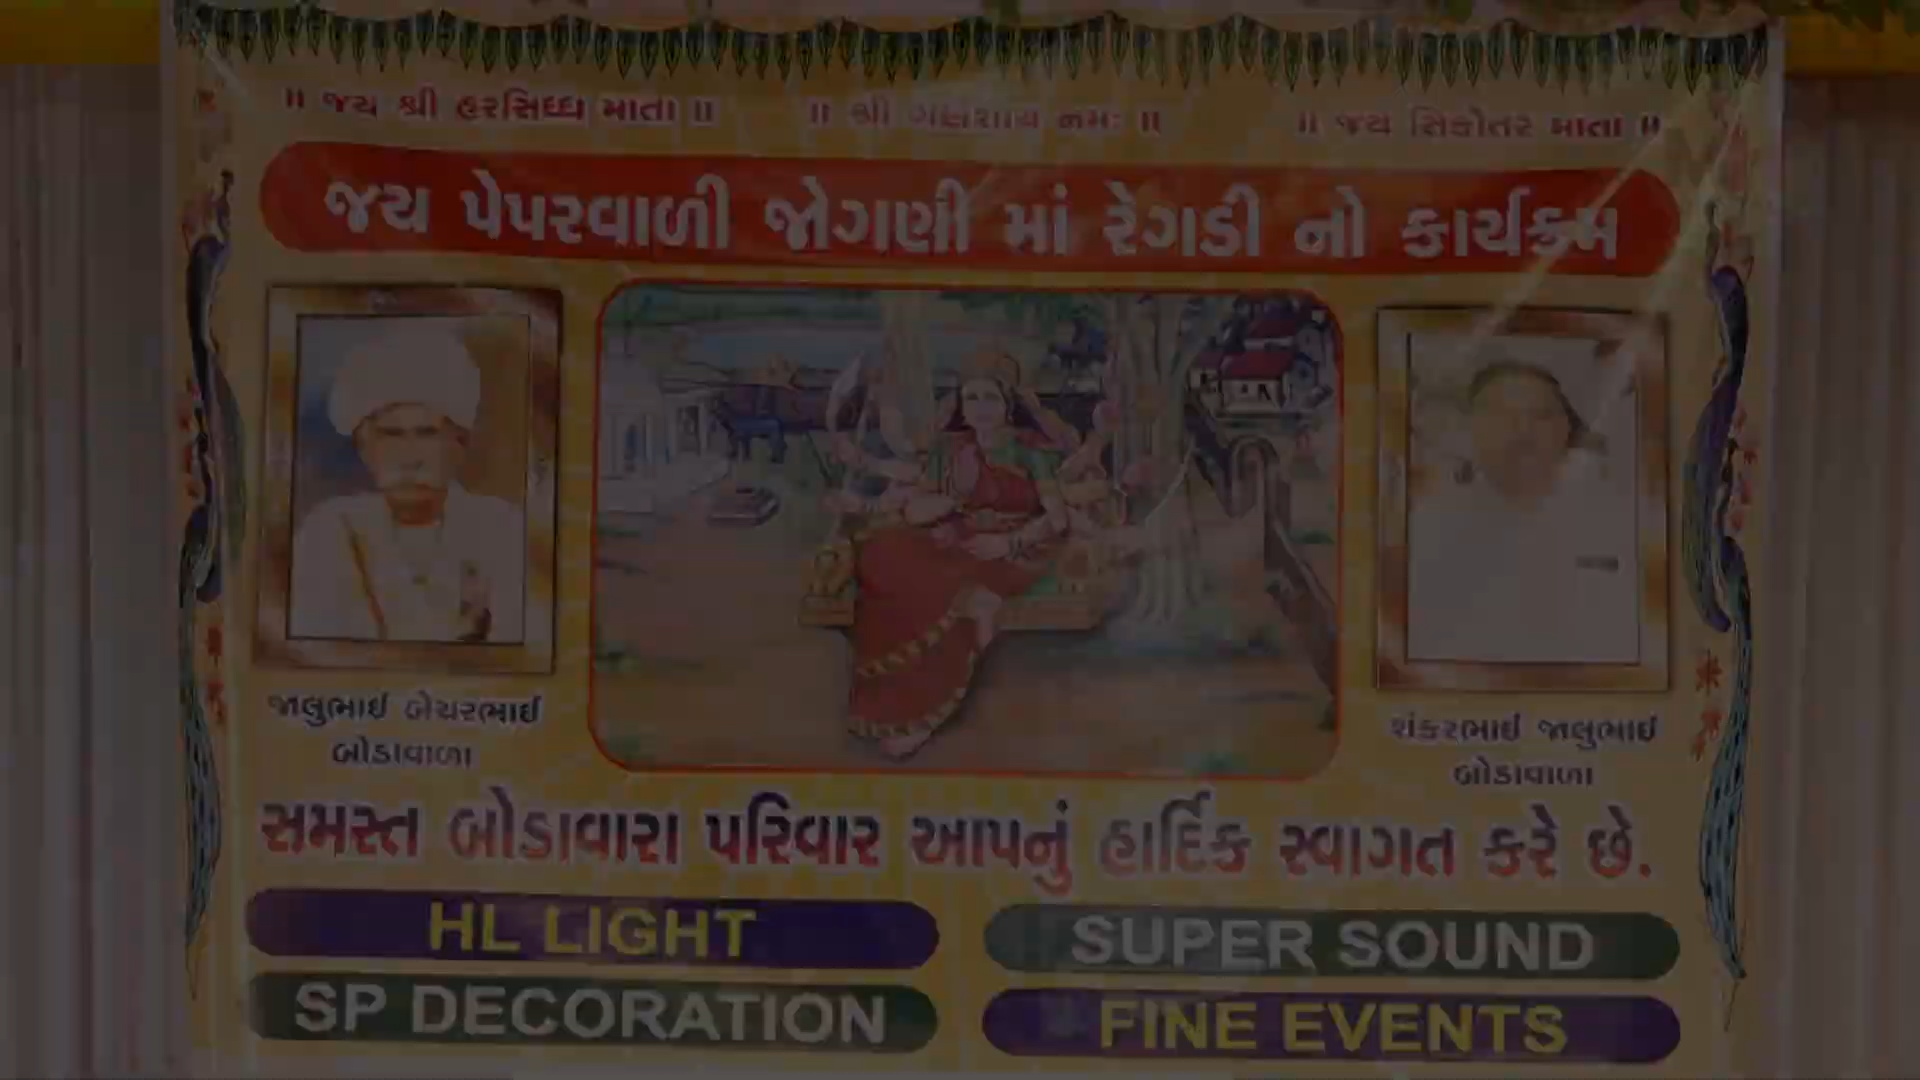 ॥ જય શ્રી હરસિધ્ધ માતા ॥
॥ શ્રી ગણેશાય નમઃ ॥
॥ જય સિકોતર માતા ॥
જય પેપરવાળી જોગણી માં રેગડી નો કાર્યક્રમ
જાલુભાઈ બેચરભાઈ
બોડાવાળા
શંકરભાઈ જાલુભાઈ
બોડાવાળા
સમસ્ત બોડાવારા પરિવાર આપનું હાર્દિક સ્વાગત કરે છે.
HL LIGHT
SUPER SOUND
SP DECORATION
FINE EVENTS